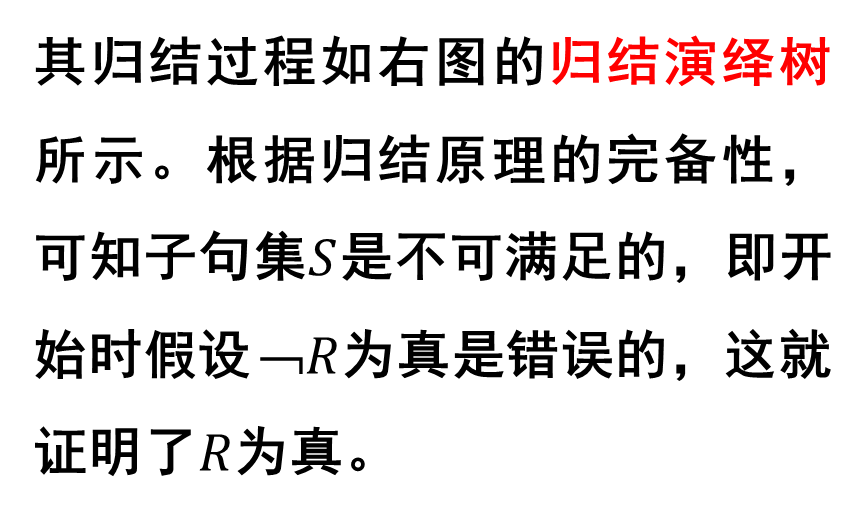 其归结过程如右图的归结演绎树
所示。根据归结原理的完备性，
可知子句集S是不可满足的，即开
始时假设¬R为真是错误的，这就
证明了R为真。